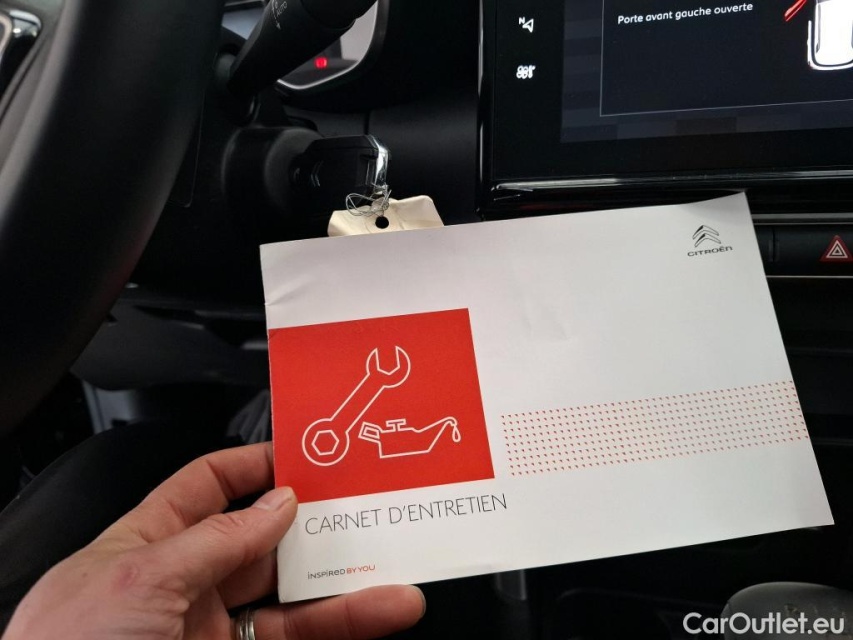 Porte avant gauche ouverte
N
CITROËN
CARNET D'ENTRETIEN
INSPIRED BY YOU
CarOutlet.eu